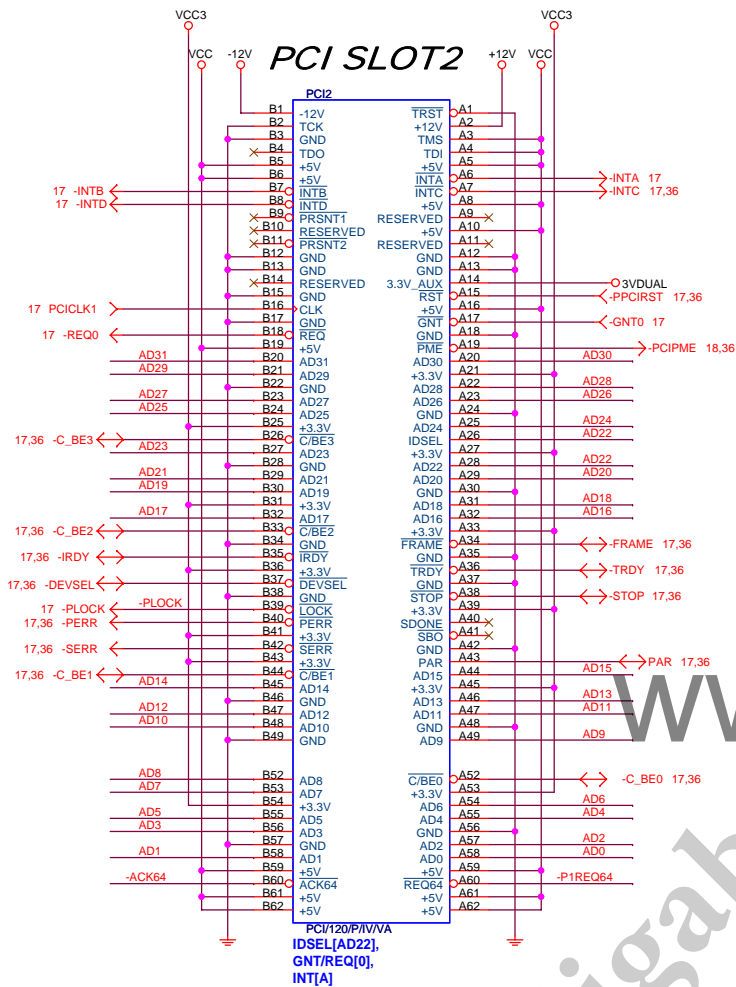 VCC3 VCC3
VCC -12V PCI SLOT2 +12V VCC
PCI2
B1 -12V TRST A1
B2 TCK +12V A2
B3 GND TMS A3
B4 TDO TDI A4
B5 +5V +5V A5
B6 +5V INTA A6 -INTA 17
17 -INTB B7 INTB INTC A7 -INTC 17,36
17 -INTD B8 INTD +5V A8
B9 PRSNT1 RESERVED A9
B10 RESERVED +5V A10
B11 PRSNT2 RESERVED A11
B12 GND GND A12
B13 GND GND A13
B14 RESERVED 3.3V_AUX A14 3VDUAL
B15 GND RST A15 -PPCIRST 17,36
17 PCICLK1 B16 CLK +5V A16
B17 GND GNT A17 -GNT0 17
17 -REQ0 B18 REQ GND A18
B19 +5V PME A19 -PCIPME 18,36
AD31 B20 AD31 AD30 A20 AD30
AD29 B21 AD29 +3.3V A21
B22 GND AD28 A22 AD28
AD27 B23 AD27 AD26 A23 AD26
AD25 B24 AD25 GND A24
B25 +3.3V AD24 A25 AD24
17,36 -C_BE3 B26 C/BE3 IDSEL A26 AD22
AD23 B27 AD23 +3.3V A27
B28 GND AD22 A28 AD22
AD21 B29 AD21 AD20 A29 AD20
AD19 B30 AD19 GND A30
B31 +3.3V AD18 A31 AD18
AD17 B32 AD17 AD16 A32 AD16
17,36 -C_BE2 B33 C/BE2 +3.3V A33
B34 GND FRAME A34 -FRAME 17,36
17,36 -IRDY B35 IRDY GND A35
B36 +3.3V TRDY A36 -TRDY 17,36
17,36 -DEVSEL B37 DEVSEL GND A37
B38 GND STOP A38 -STOP 17,36
17 -PLOCK -PLOCK B39 LOCK +3.3V A39
17,36 -PERR B40 PERR SDONE A40
B41 +3.3V SBO A41
17,36 -SERR B42 SERR GND A42
B43 +3.3V PAR A43 PAR 17,36
17,36 -C_BE1 B44 C/BE1 AD15 A44 AD15
AD14 B45 AD14 +3.3V A45
B46 GND AD13 A46 AD13
AD12 B47 AD12 AD11 A47 AD11
AD10 B48 AD10 GND A48
B49 GND AD9 A49 AD9
AD8 B52 AD8 C/BE0 A52 -C_BE0 17,36
AD7 B53 AD7 +3.3V A53
B54 +3.3V AD6 A54 AD6
AD5 B55 AD5 AD4 A55 AD4
AD3 B56 AD3 GND A56
B57 GND AD2 A57 AD2
AD1 B58 AD1 AD0 A58 AD0
B59 +5V +5V A59
-ACK64 B60 ACK64 REQ64 A60 -P1REQ64
B61 +5V +5V A61
B62 +5V +5V A62
PCI/120/P/IV/VA
IDSEL[AD22],
GNT/REQ[0],
INT[A]